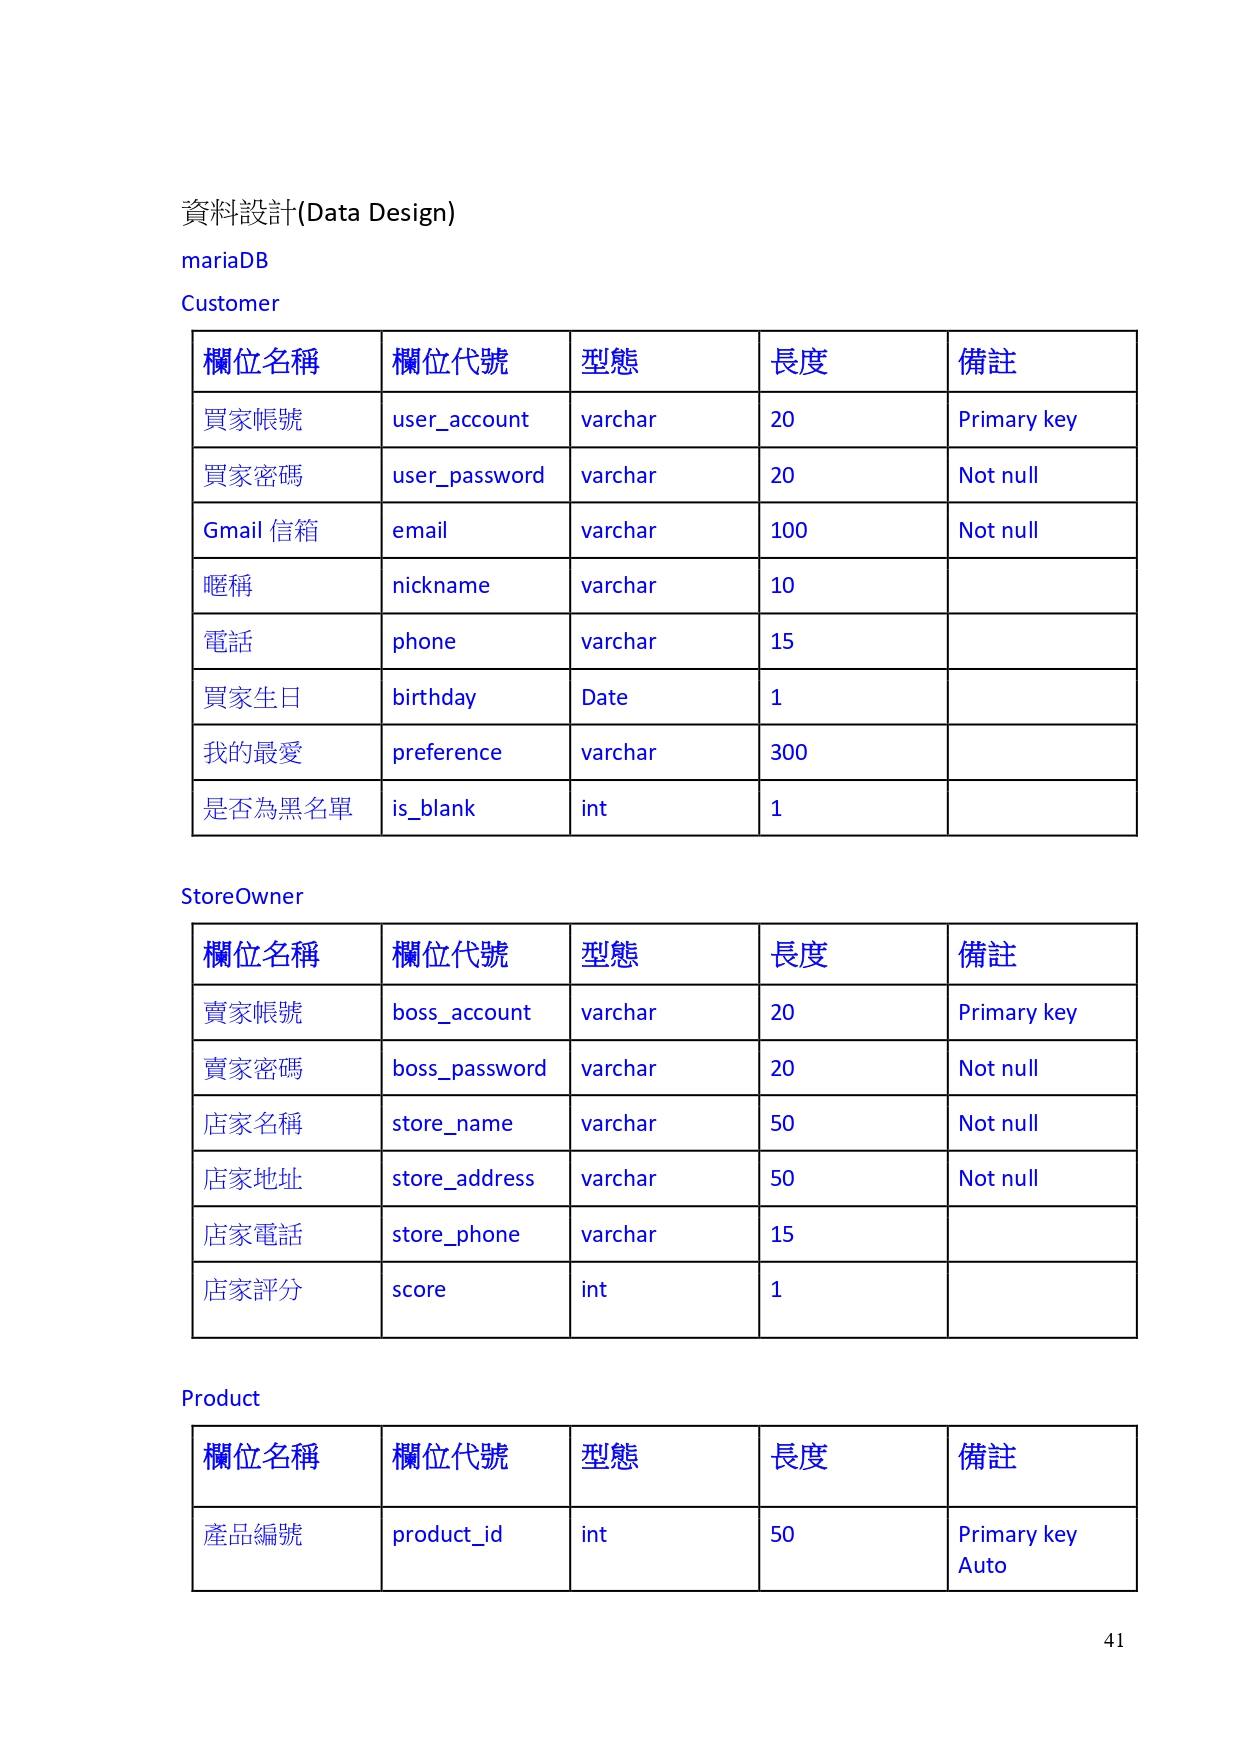 資料設計(Data Design)
mariaDB
Customer
欄位名稱 欄位代號 型態 長度 備註
買家帳號 user_account varchar 20 Primary key
買家密碼 user_password varchar 20 Not null
Gmail 信箱 email varchar 100 Not null
暱稱 nickname varchar 10
電話 phone varchar 15
買家生日 birthday Date 1
我的最愛 preference varchar 300
是否為黑名單 is_blank int 1
StoreOwner
欄位名稱 欄位代號 型態 長度 備註
賣家帳號 boss_account varchar 20 Primary key
賣家密碼 boss_password varchar 20 Not null
店家名稱 store_name varchar 50 Not null
店家地址 store_address varchar 50 Not null
店家電話 store_phone varchar 15
店家評分 score int 1
Product
欄位名稱 欄位代號 型態 長度 備註
產品編號 product_id int 50 Primary key
Auto
41